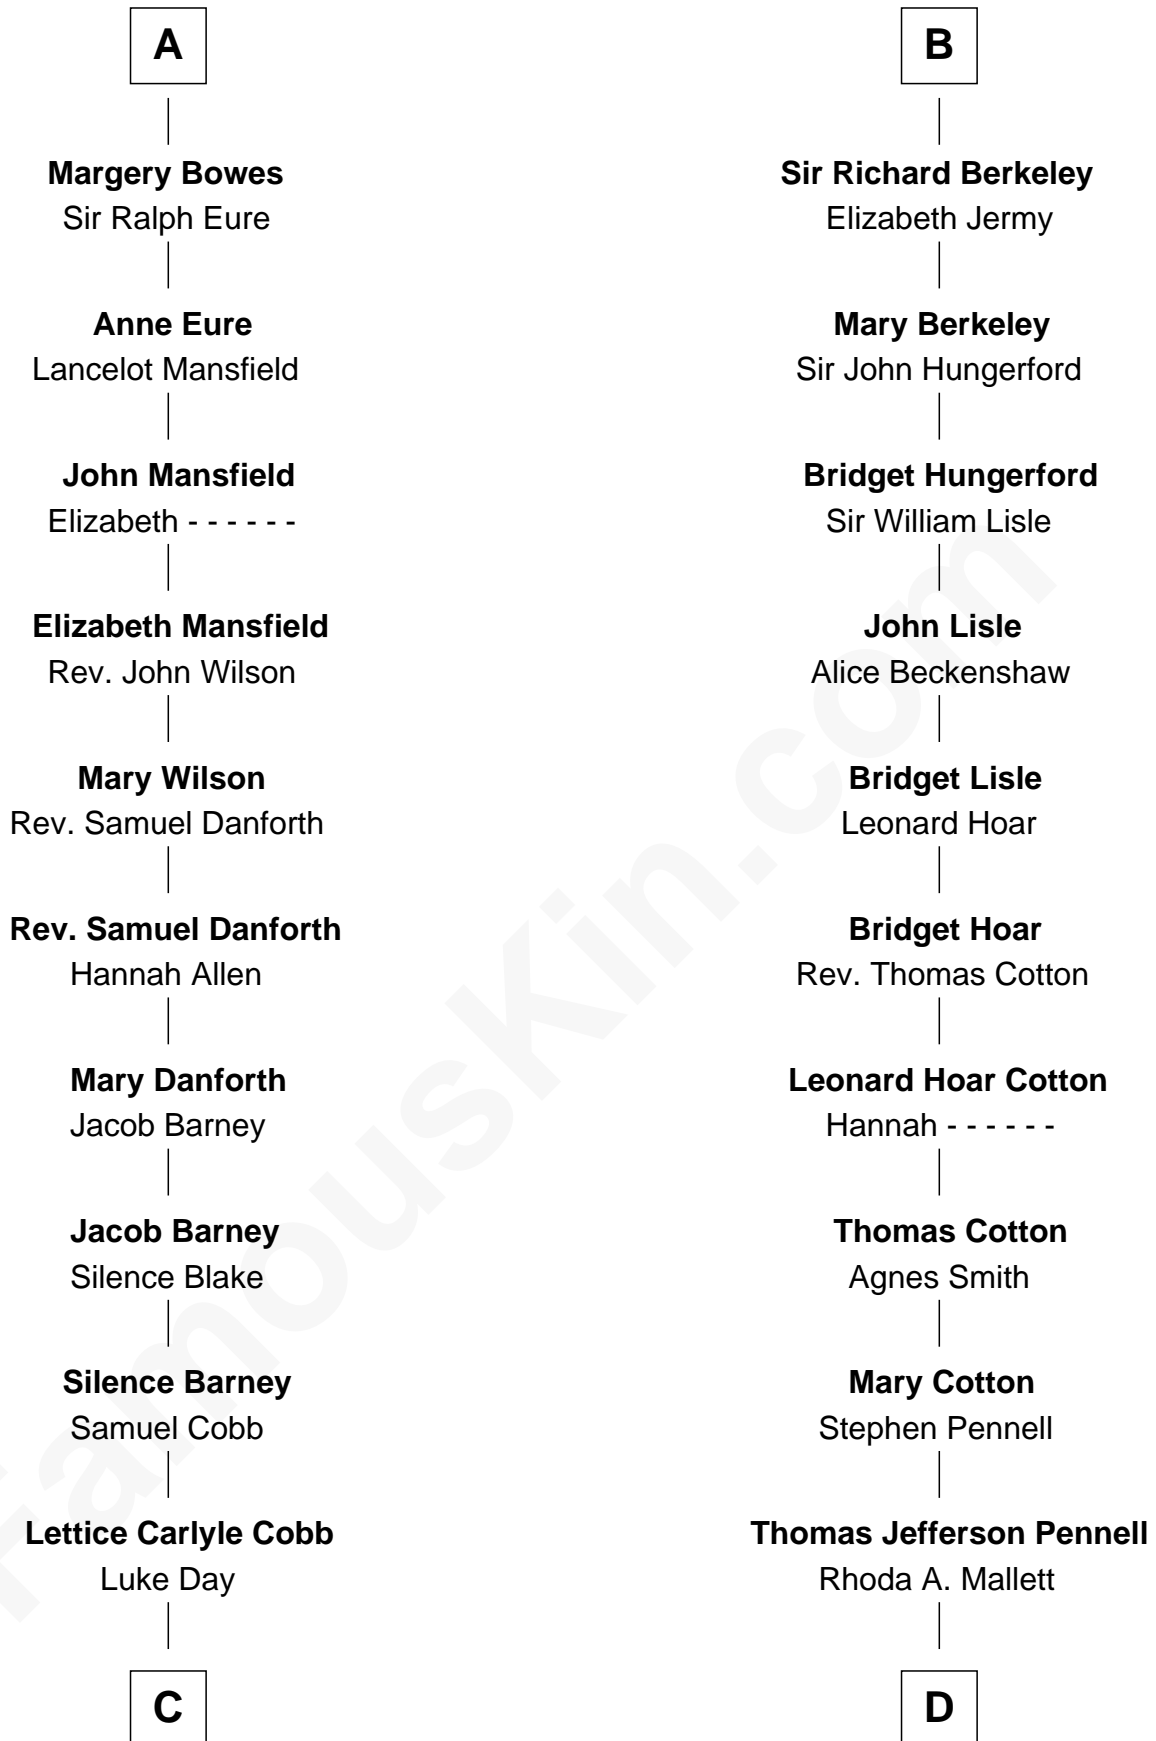 A
Margery Bowes
Sir Ralph Eure
Anne Eure
Lancelot Mansfield
John Mansfield
Elizabeth - - - - - -
Elizabeth Mansfield
Rev. John Wilson
Mary Wilson
Rev. Samuel Danforth
Rev. Samuel Danforth
Hannah Allen
Mary Danforth
Jacob Barney
Jacob Barney
Silence Blake
Silence Barney
Samuel Cobb
Lettice Carlyle Cobb
Luke Day
C
B
Sir Richard Berkeley
Elizabeth Jermy
Mary Berkeley
Sir John Hungerford
Bridget Hungerford
Sir William Lisle
John Lisle
Alice Beckenshaw
Bridget Lisle
Leonard Hoar
Bridget Hoar
Rev. Thomas Cotton
Leonard Hoar Cotton
Hannah - - - - - -
Thomas Cotton
Agnes Smith
Mary Cotton
Stephen Pennell
Thomas Jefferson Pennell
Rhoda A. Mallett
D
FamousKin.com